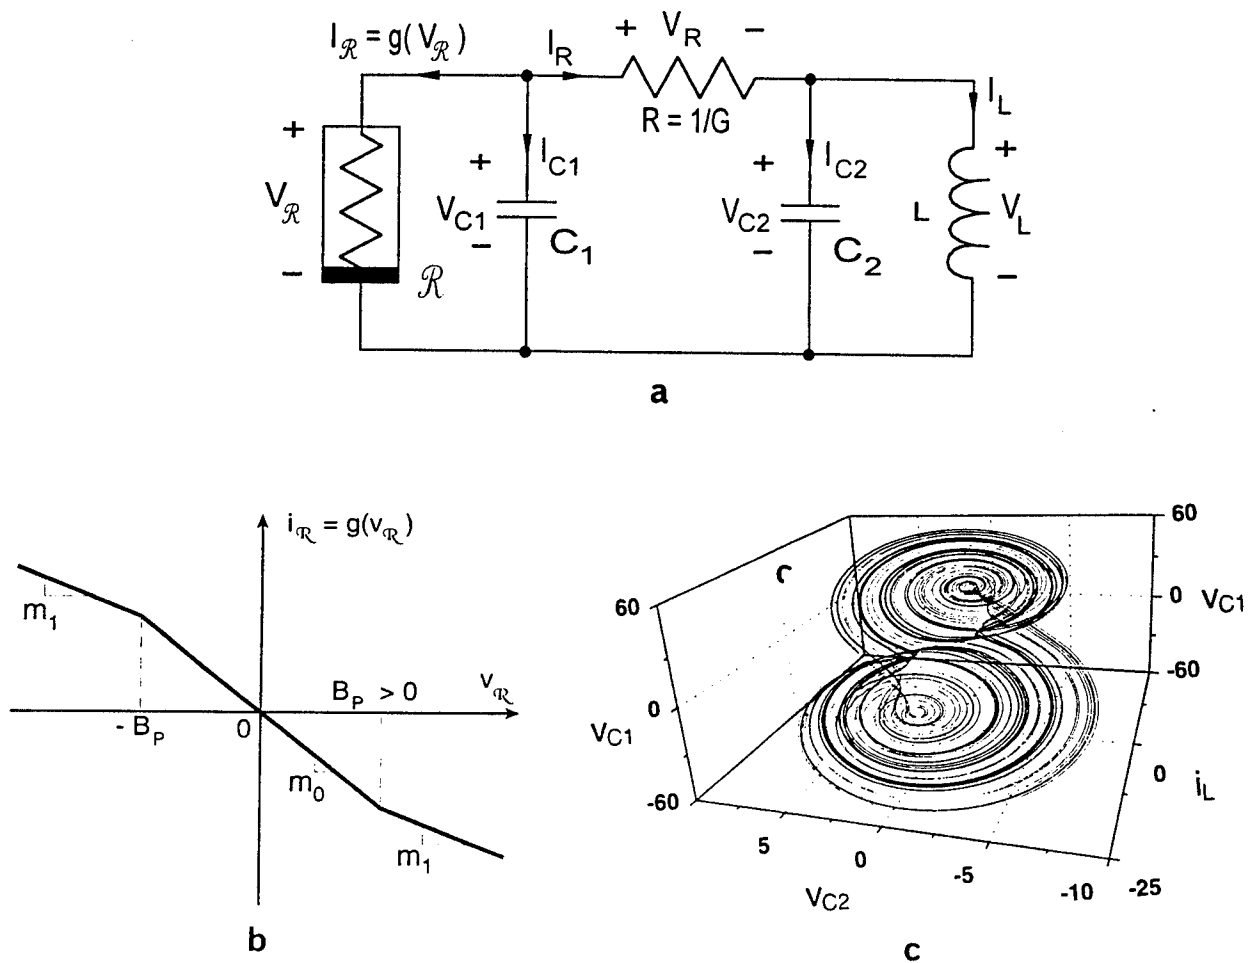 I_ℛ = g(V_ℛ)
I_R
+ V_R −
R = 1/G
I_L
+
V_ℛ
−
ℛ
+
V_C1
−
I_C1
C_1
+
V_C2
−
I_C2
C_2
L
+
V_L
−
a
i_ℛ = g(v_ℛ)
m_1
B_P > 0
v_ℛ
- B_P
0
m_0
m_1
b
60
0
V_C1
-60
60
0
V_C1
-60
5
0
-5
-10
V_C2
0
-25
i_L
c